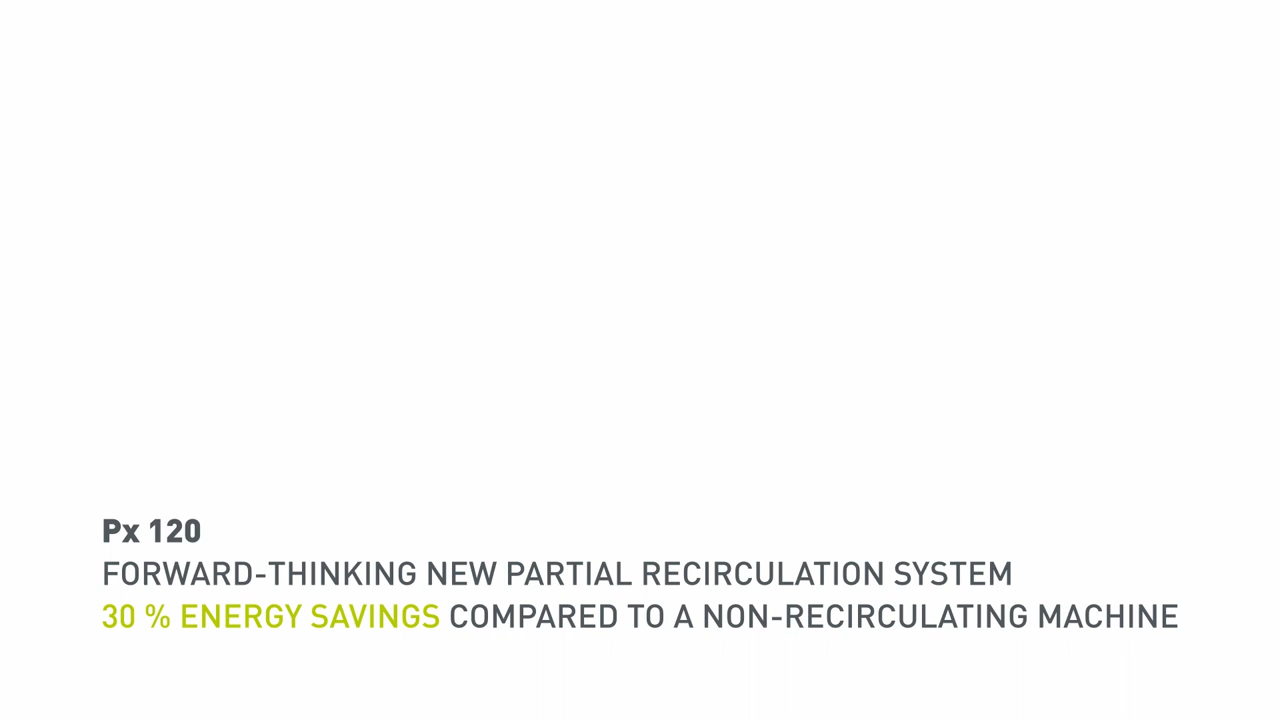 Px 120
FORWARD-THINKING NEW PARTIAL RECIRCULATION SYSTEM
30 % ENERGY SAVINGS COMPARED TO A NON-RECIRCULATING MACHINE